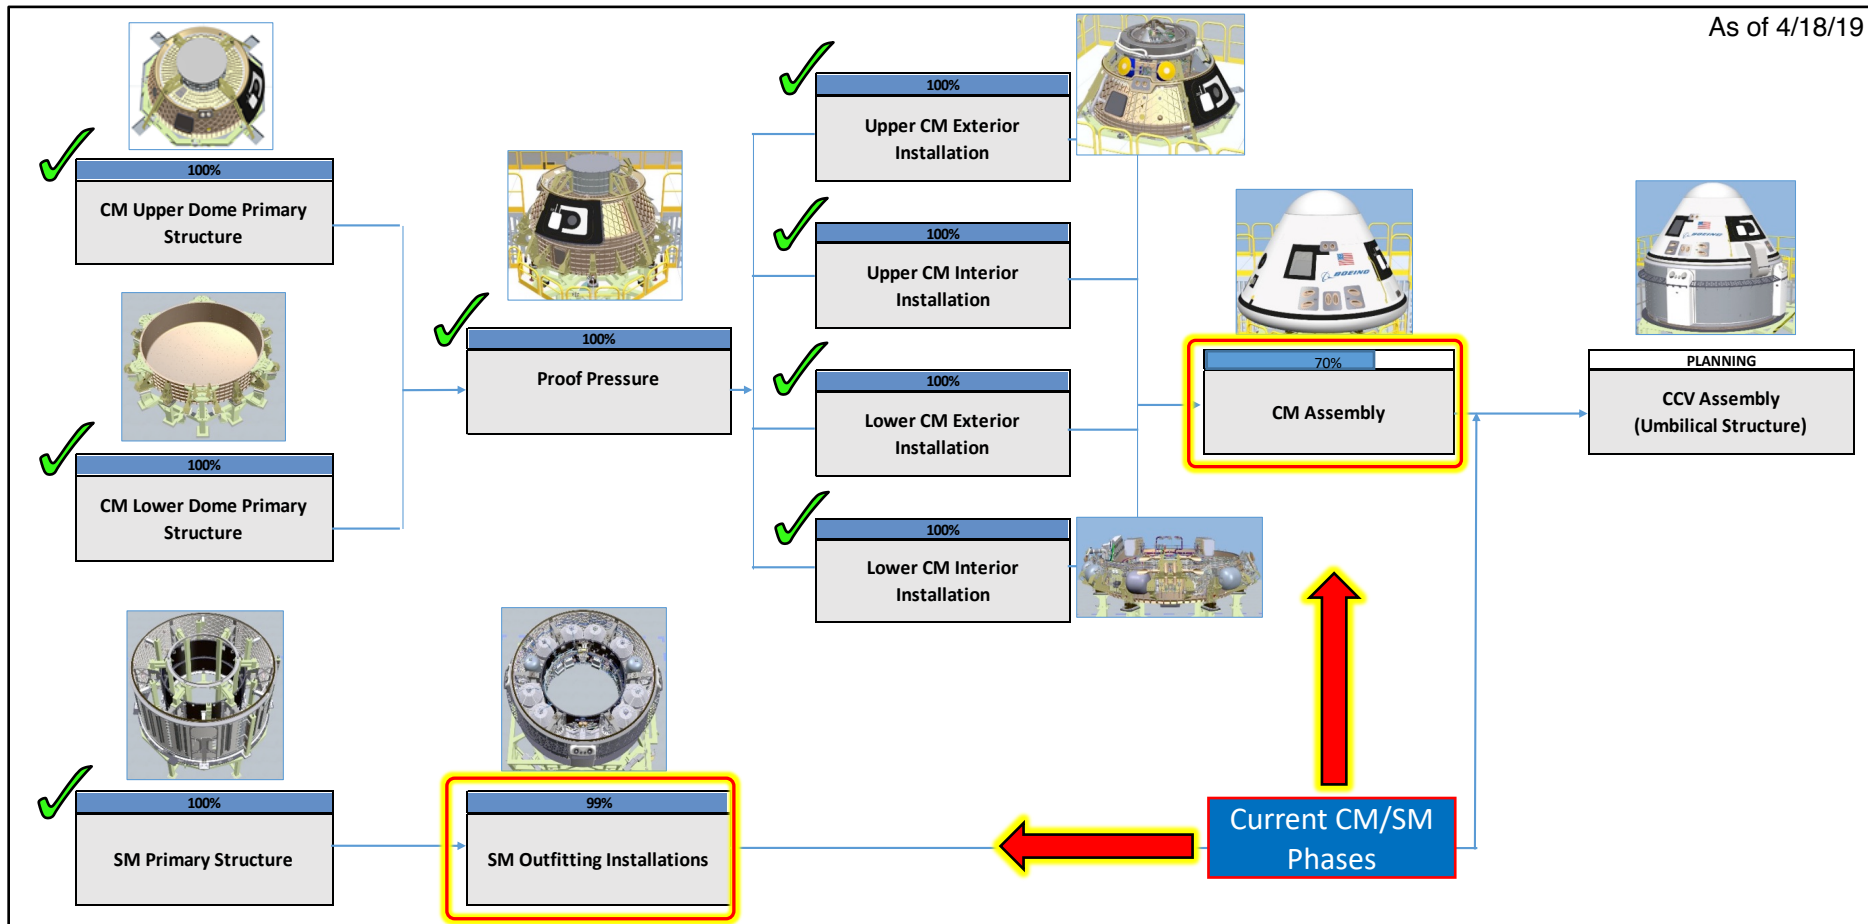 As of 4/18/19
100%
CM Upper Dome Primary
Structure
100%
CM Lower Dome Primary
Structure
100%
Proof Pressure
100%
Upper CM Exterior
Installation
100%
Upper CM Interior
Installation
100%
Lower CM Exterior
Installation
100%
Lower CM Interior
Installation
BOEING
70%
CM Assembly
BOEING
PLANNING
CCV Assembly
(Umbilical Structure)
100%
SM Primary Structure
99%
SM Outfitting Installations
Current CM/SM
Phases